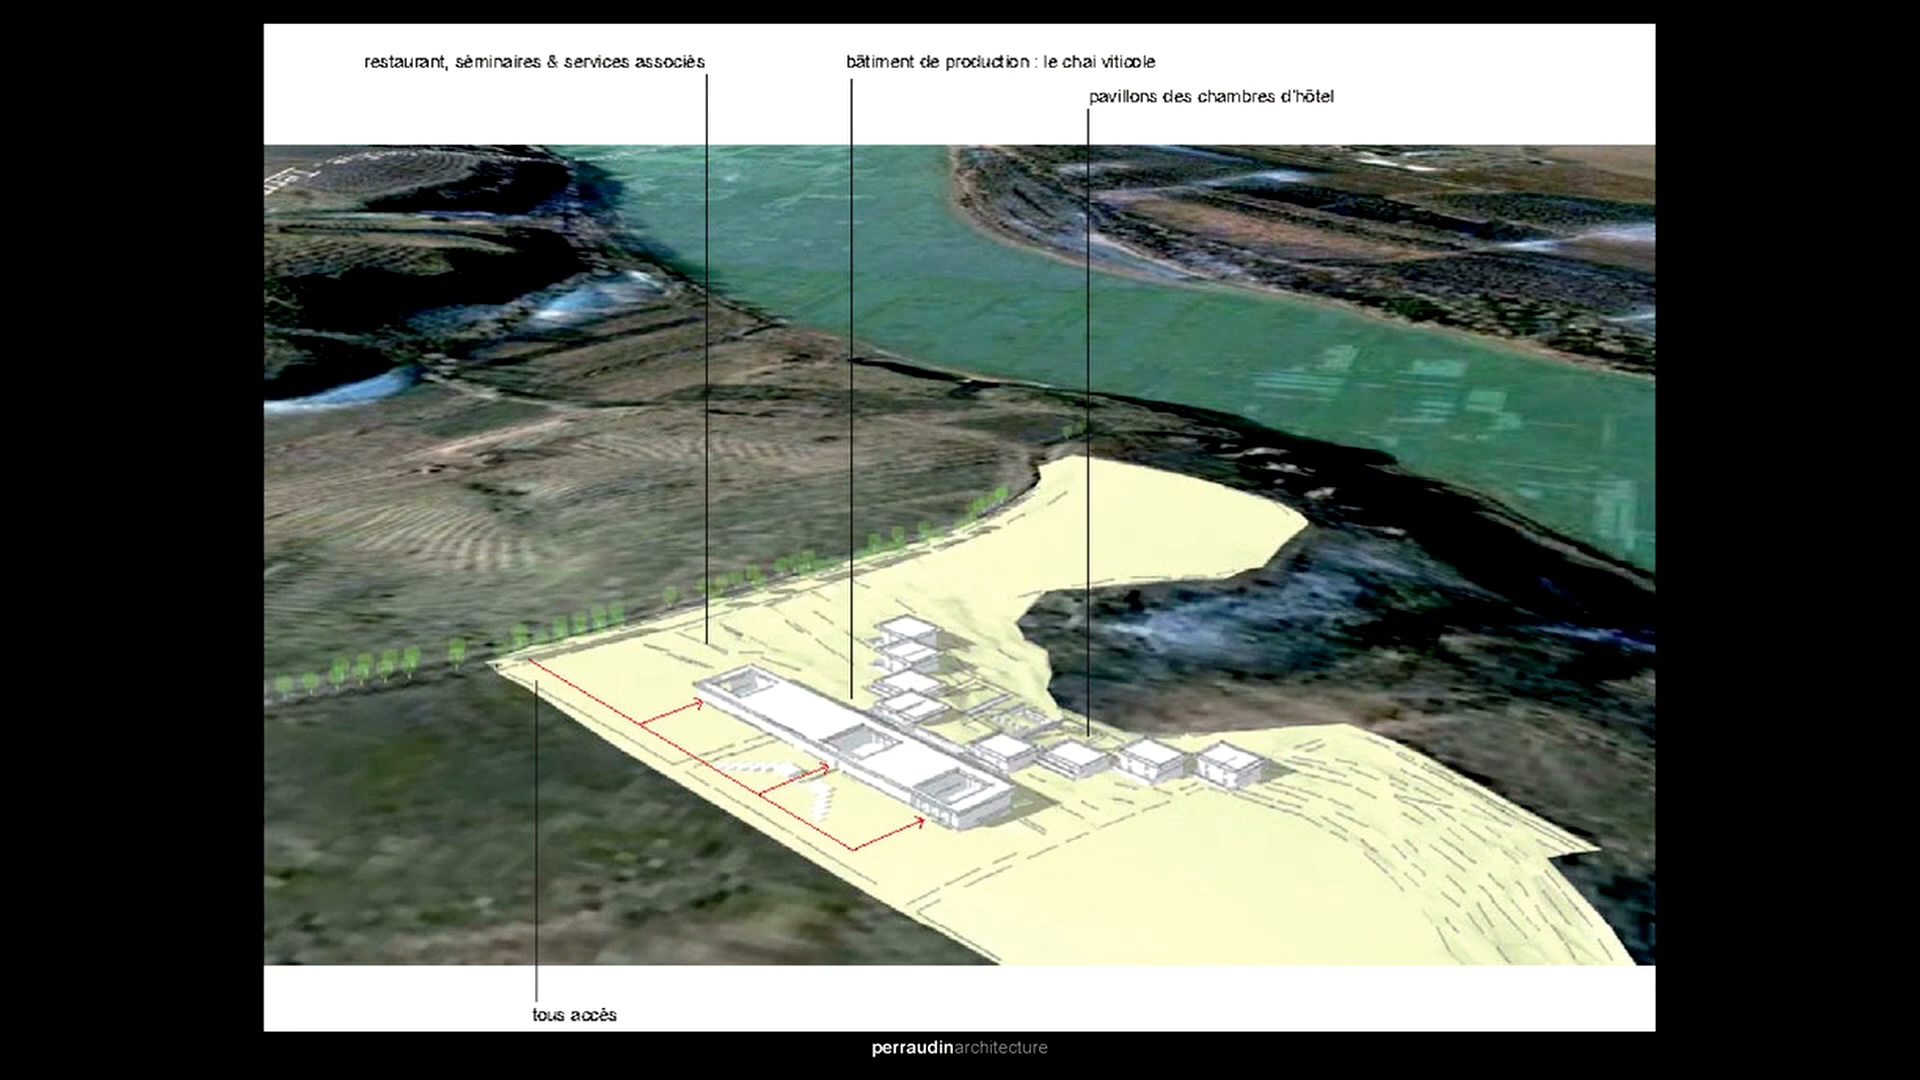 restaurant, séminaires & services associés
bâtiment de production : le chai viticole
pavillons des chambres d'hôtel
tous accès
perraudinarchitecture